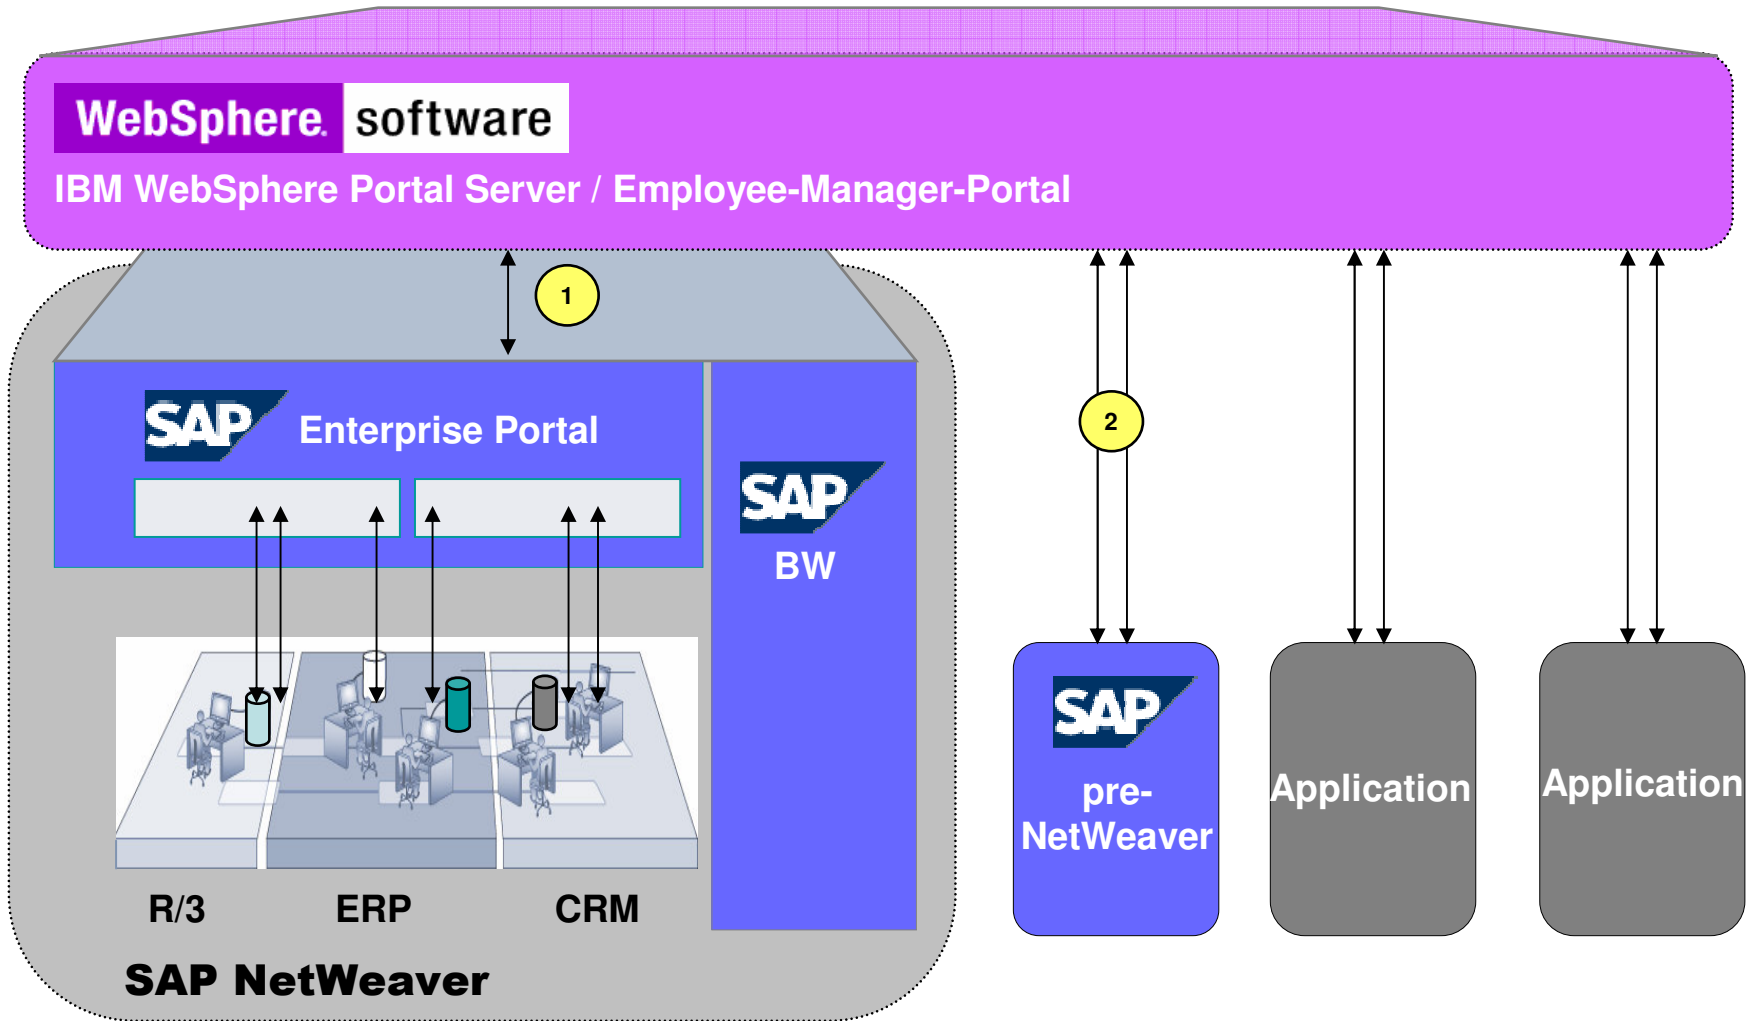 WebSphere. software
IBM WebSphere Portal Server / Employee-Manager-Portal
1
SAP Enterprise Portal
SAP
BW
R/3 ERP CRM
SAP NetWeaver
2
SAP
pre-
NetWeaver
Application
Application